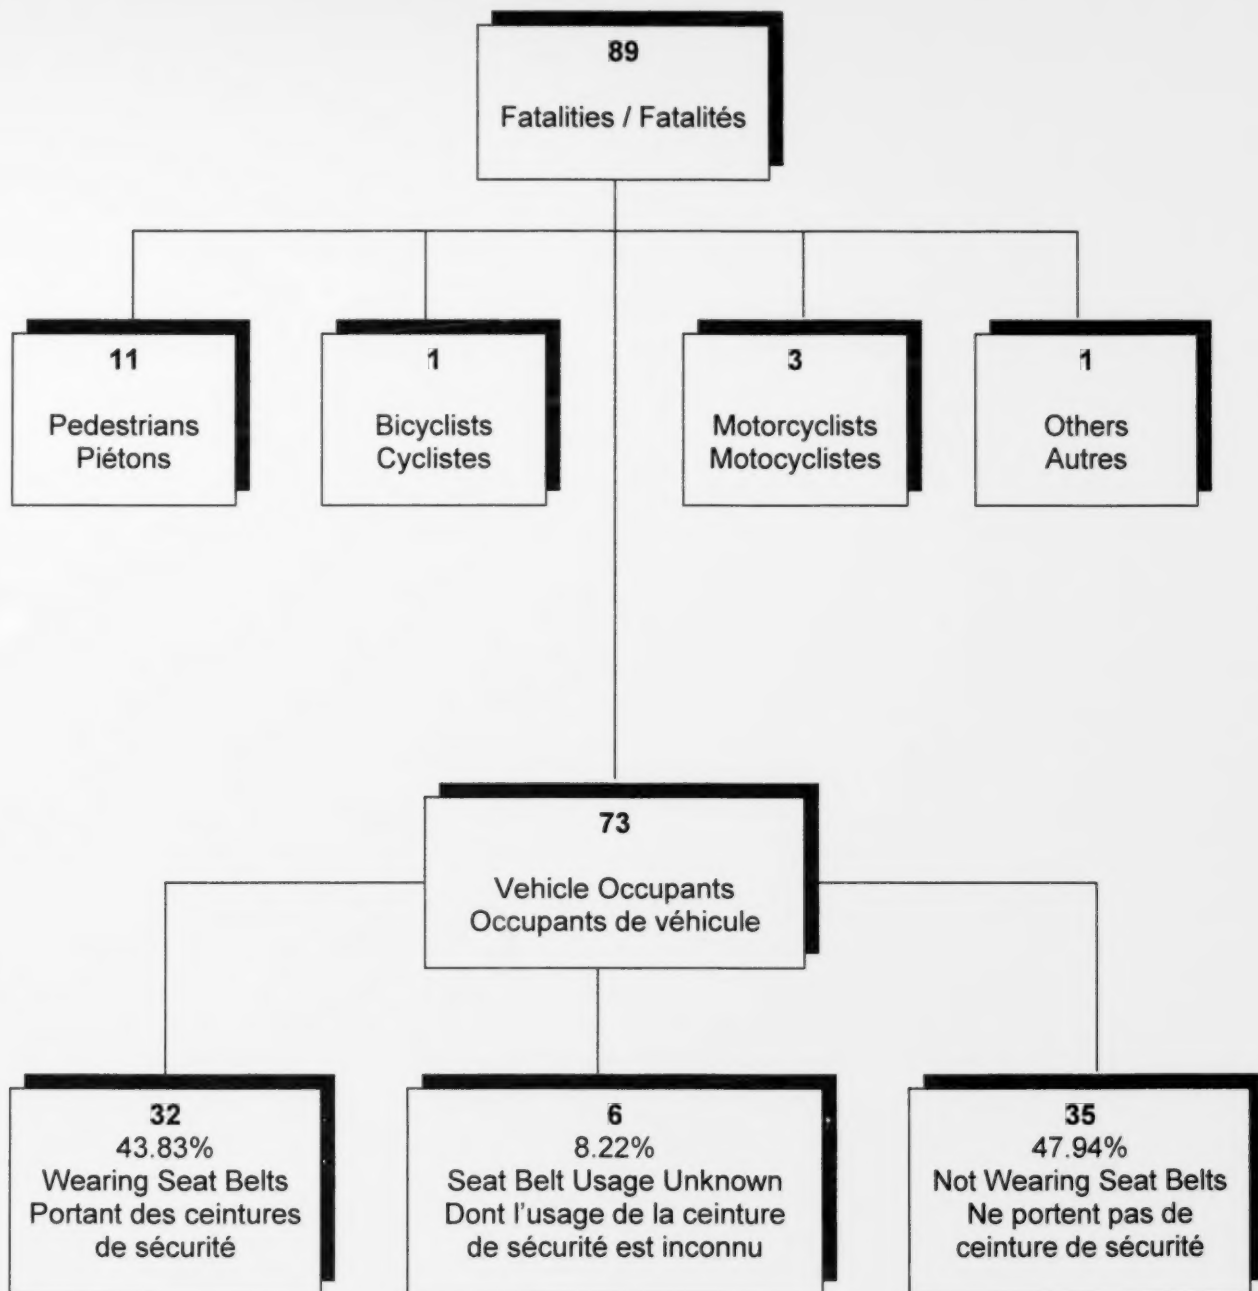 89
Fatalities / Fatalités
11
Pedestrians
Piétons
1
Bicyclists
Cyclistes
3
Motorcyclists
Motocyclistes
1
Others
Autres
73
Vehicle Occupants
Occupants de véhicule
32
43.83%
Wearing Seat Belts
Portant des ceintures
de sécurité
6
8.22%
Seat Belt Usage Unknown
Dont l'usage de la ceinture
de sécurité est inconnu
35
47.94%
Not Wearing Seat Belts
Ne portent pas de
ceinture de sécurité